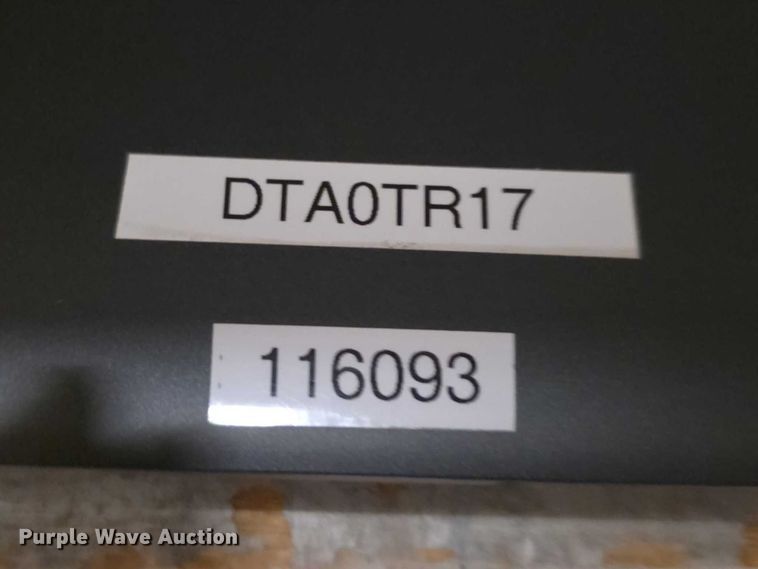 DTA0TR17
116093
Purple Wave Auction®